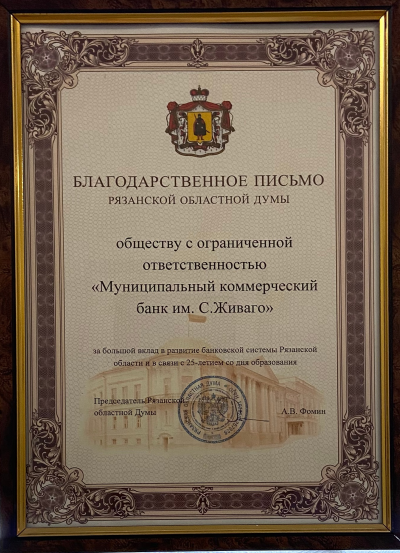 БЛАГОДАРСТВЕННОЕ ПИСЬМО
РЯЗАНСКОЙ ОБЛАСТНОЙ ДУМЫ
обществу с ограниченной
ответственностью
«Муниципальный коммерческий
банк им. С.Живаго»
за большой вклад в развитие банковской системы Рязанской
области и в связи с 25-летием со дня образования
Председатель Рязанской
областной Думы
А.В. Фомин